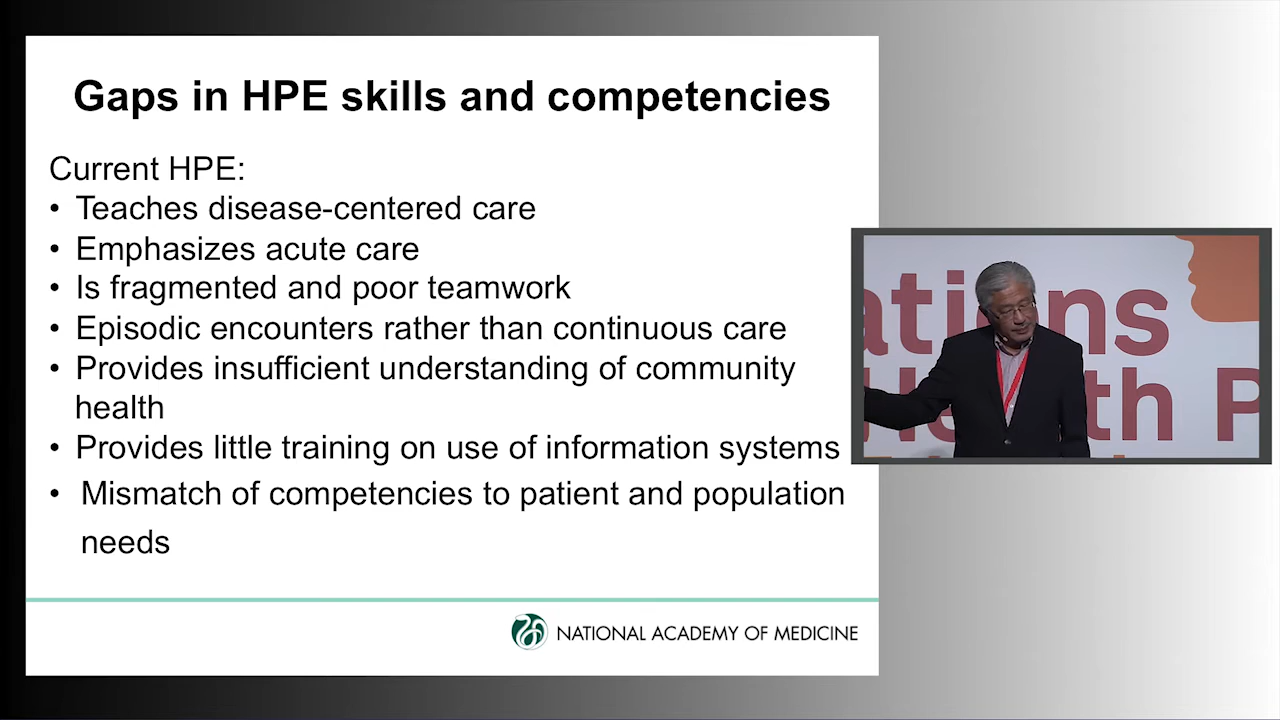 Gaps in HPE skills and competencies
Current HPE:
• Teaches disease-centered care
• Emphasizes acute care
• Is fragmented and poor teamwork
• Episodic encounters rather than continuous care
• Provides insufficient understanding of community
health
• Provides little training on use of information systems
• Mismatch of competencies to patient and population
needs
NATIONAL ACADEMY OF MEDICINE
ations
Health P